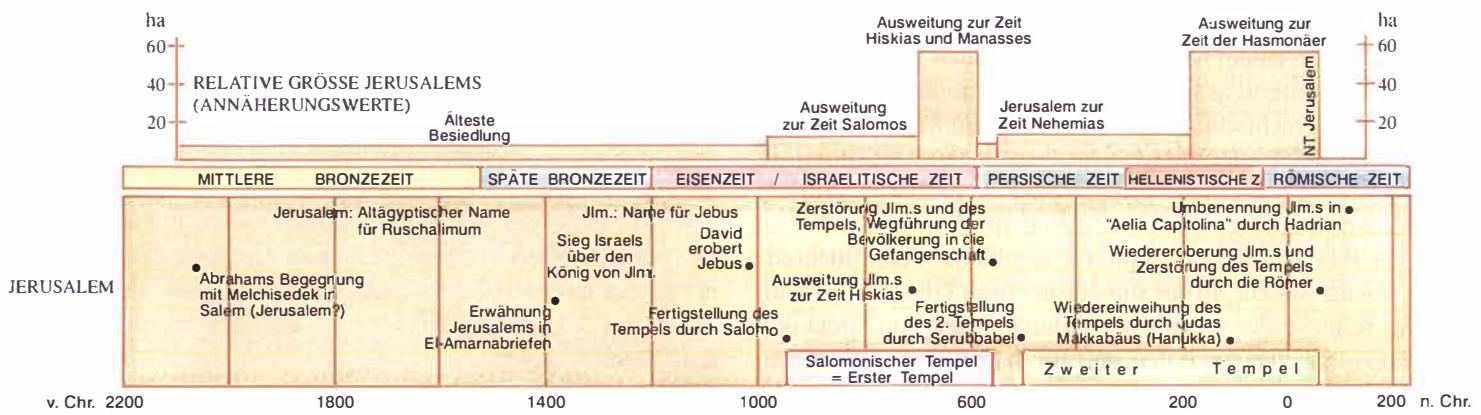 ha
60
40
20
RELATIVE GRÖSSE JERUSALEMS
(ANNÄHERUNGSWERTE)
Älteste
Besiedlung
Ausweitung
zur Zeit Salomos
Ausweitung zur Zeit
Hiskias und Manasses
Jerusalem zur
Zeit Nehemias
Ausweitung zur
Zeit der Hasmonäer
NT Jerusalem
ha
60
40
20
MITTLERE BRONZEZEIT
SPÄTE BRONZEZEIT
EISENZEIT / ISRAELITISCHE ZEIT
PERSISCHE ZEIT
HELLENISTISCHE Z.
RÖMISCHE ZEIT
JERUSALEM
Jerusalem: Altägyptischer Name
für Ruschalimum
Abrahams Begegnung
mit Melchisedek in
Salem (Jerusalem?)
Jlm.: Name für Jebus
Sieg Israels
über den
König von Jlm.
Erwähnung
Jerusalems in
El-Amarnabriefen
David
erobert
Jebus
Fertigstellung des
Tempels durch Salomo
Zerstörung Jlm.s und des
Tempels, Wegführung der
Bevölkerung in die
Gefangenschaft
Ausweitung Jlm.s
zur Zeit Hiskias
Fertigstellung
des 2. Tempels
durch Serubbabel
Umbenennung Jlm.s in
"Aelia Capitolina" durch Hadrian
Wiedereroberung Jlm.s und
Zerstörung des Tempels
durch die Römer
Wiedereinweihung des
Tempels durch Judas
Makkabäus (Hanukka)
Salomonischer Tempel
= Erster Tempel
Zweiter Tempel
v. Chr. 2200 1800 1400 1000 600 200 0 200 n. Chr.